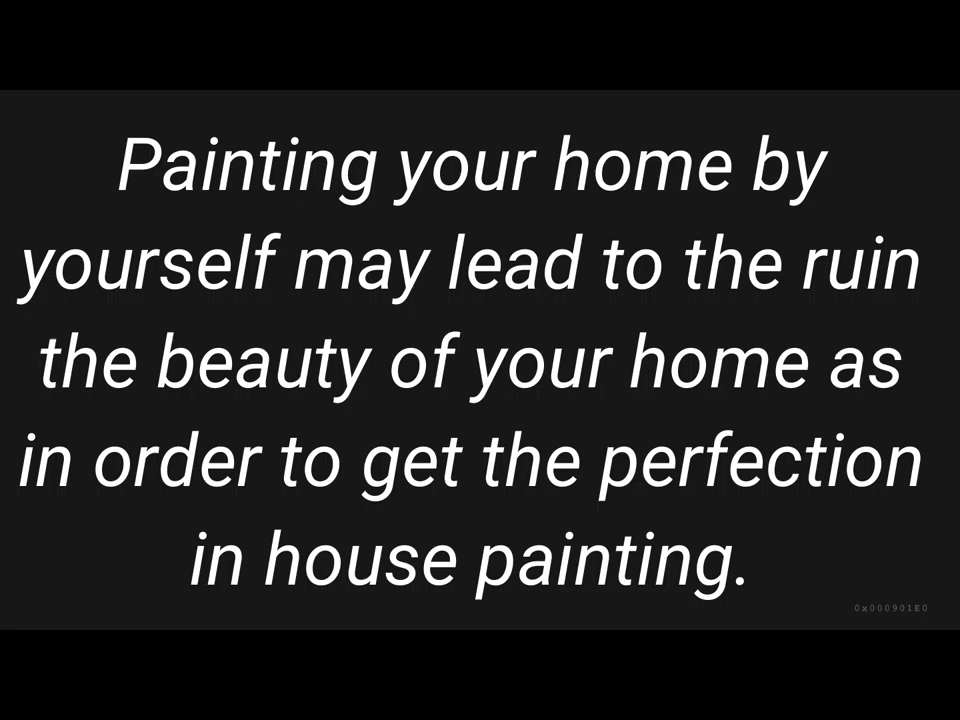 Painting your home by
yourself may lead to the ruin
the beauty of your home as
in order to get the perfection
in house painting.
0x000901E0